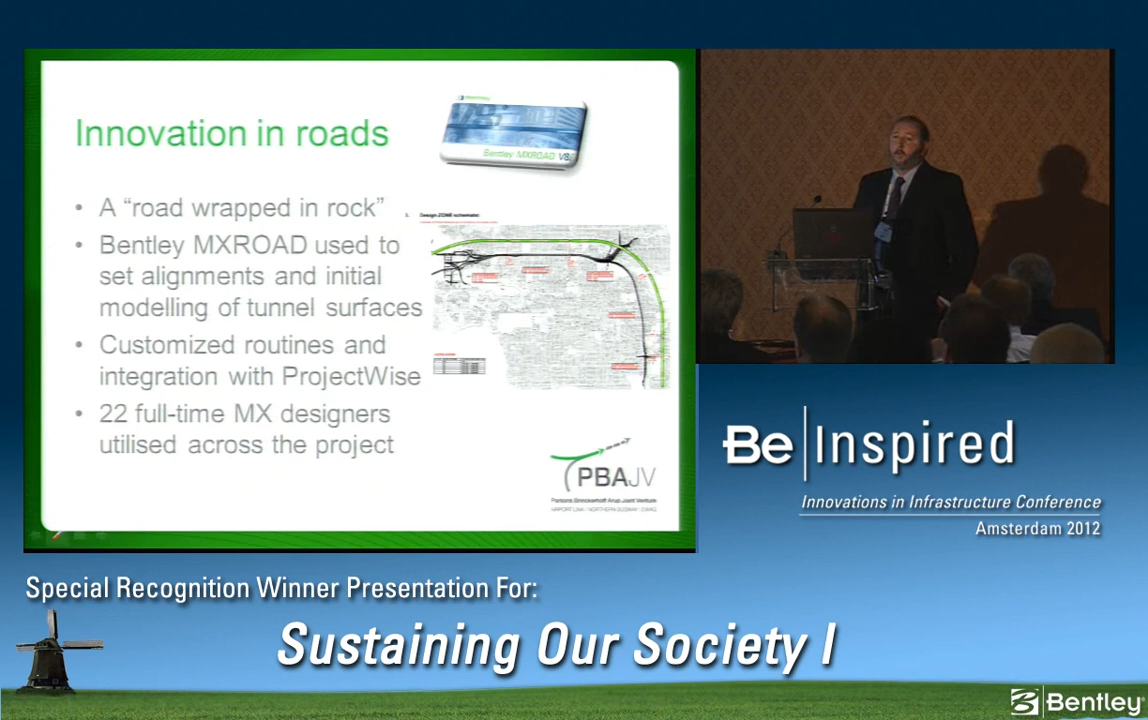 Innovation in roads
Bentley MXROAD V8i
• A “road wrapped in rock”
• Bentley MXROAD used to
set alignments and initial
modelling of tunnel surfaces
• Customized routines and
integration with ProjectWise
• 22 full-time MX designers
utilised across the project
Design ZONE schematic
PBAJV
Parsons Brinckerhoff Arup Joint Venture
Be Inspired
Innovations in Infrastructure Conference
Amsterdam 2012
Special Recognition Winner Presentation For:
Sustaining Our Society I
Bentley